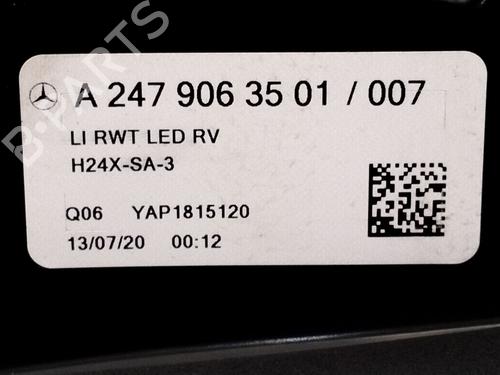 A 247 906 35 01 / 007
LI RWT LED RV
H24X-SA-3
Q06 YAP1815120
13/07/20 00:12
B-PARTS